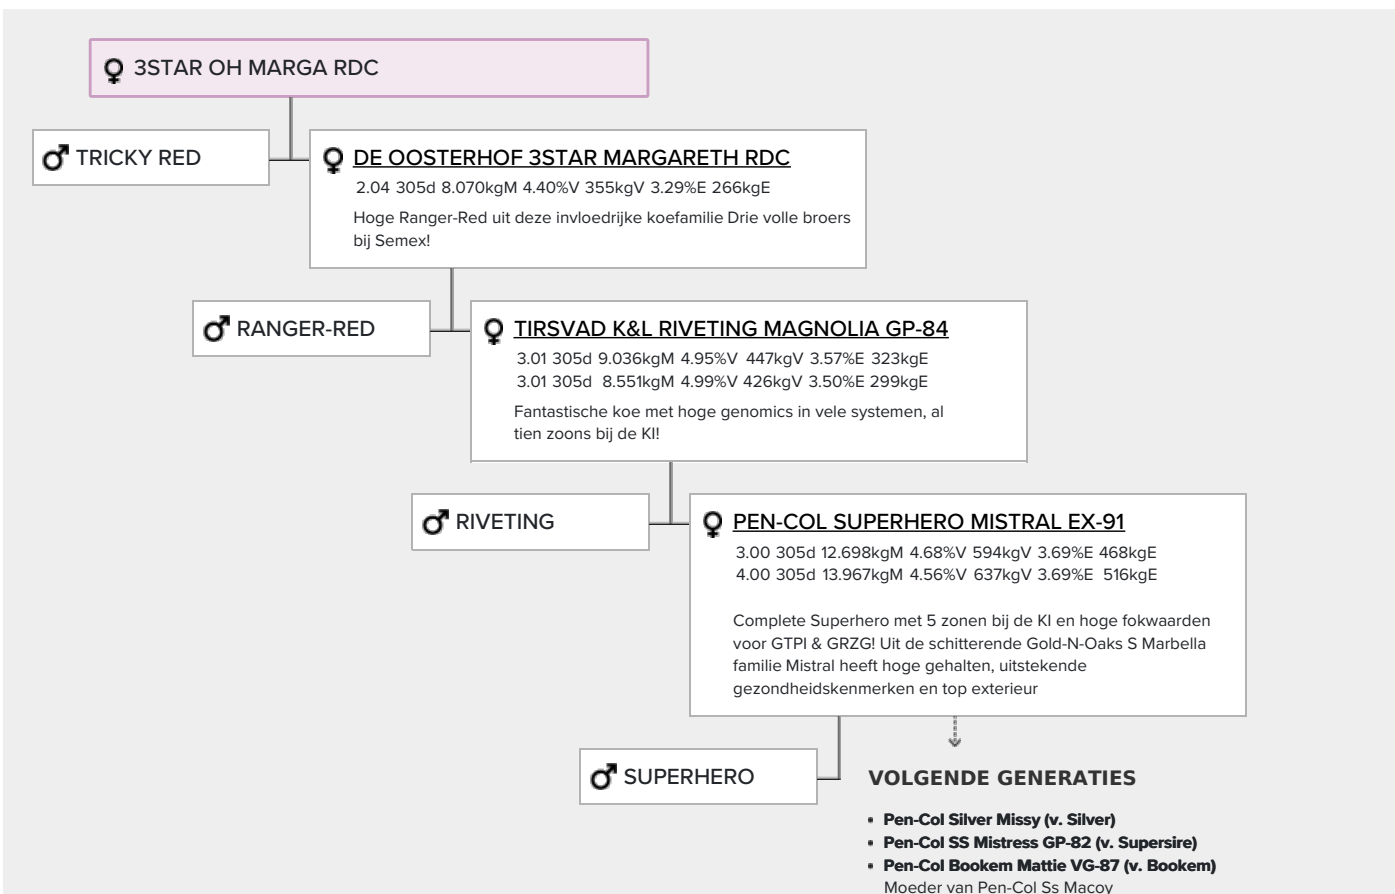 3STAR OH MARGA RDC
TRICKY RED
DE OOSTERHOF 3STAR MARGARETH RDC
2.04 305d 8.070kgM 4.40%V 355kgV 3.29%E 266kgE
Hoge Ranger-Red uit deze invloedrijke koefamilie Drie volle broers
bij Semex!
RANGER-RED
TIRSVAD K&L RIVETING MAGNOLIA GP-84
3.01 305d 9.036kgM 4.95%V 447kgV 3.57%E 323kgE
3.01 305d 8.551kgM 4.99%V 426kgV 3.50%E 299kgE
Fantastische koe met hoge genomics in vele systemen, al
tien zoons bij de KI!
RIVETING
PEN-COL SUPERHERO MISTRAL EX-91
3.00 305d 12.698kgM 4.68%V 594kgV 3.69%E 468kgE
4.00 305d 13.967kgM 4.56%V 637kgV 3.69%E 516kgE
Complete Superhero met 5 zonen bij de KI en hoge fokwaarden
voor GTPI & GRZG! Uit de schitterende Gold-N-Oaks S Marbella
familie Mistral heeft hoge gehalten, uitstekende
gezondheidskenmerken en top exterieur
SUPERHERO
VOLGENDE GENERATIES
• Pen-Col Silver Missy (v. Silver)
• Pen-Col SS Mistress GP-82 (v. Supersire)
• Pen-Col Bookem Mattie VG-87 (v. Bookem)
Moeder van Pen-Col Ss Macoy